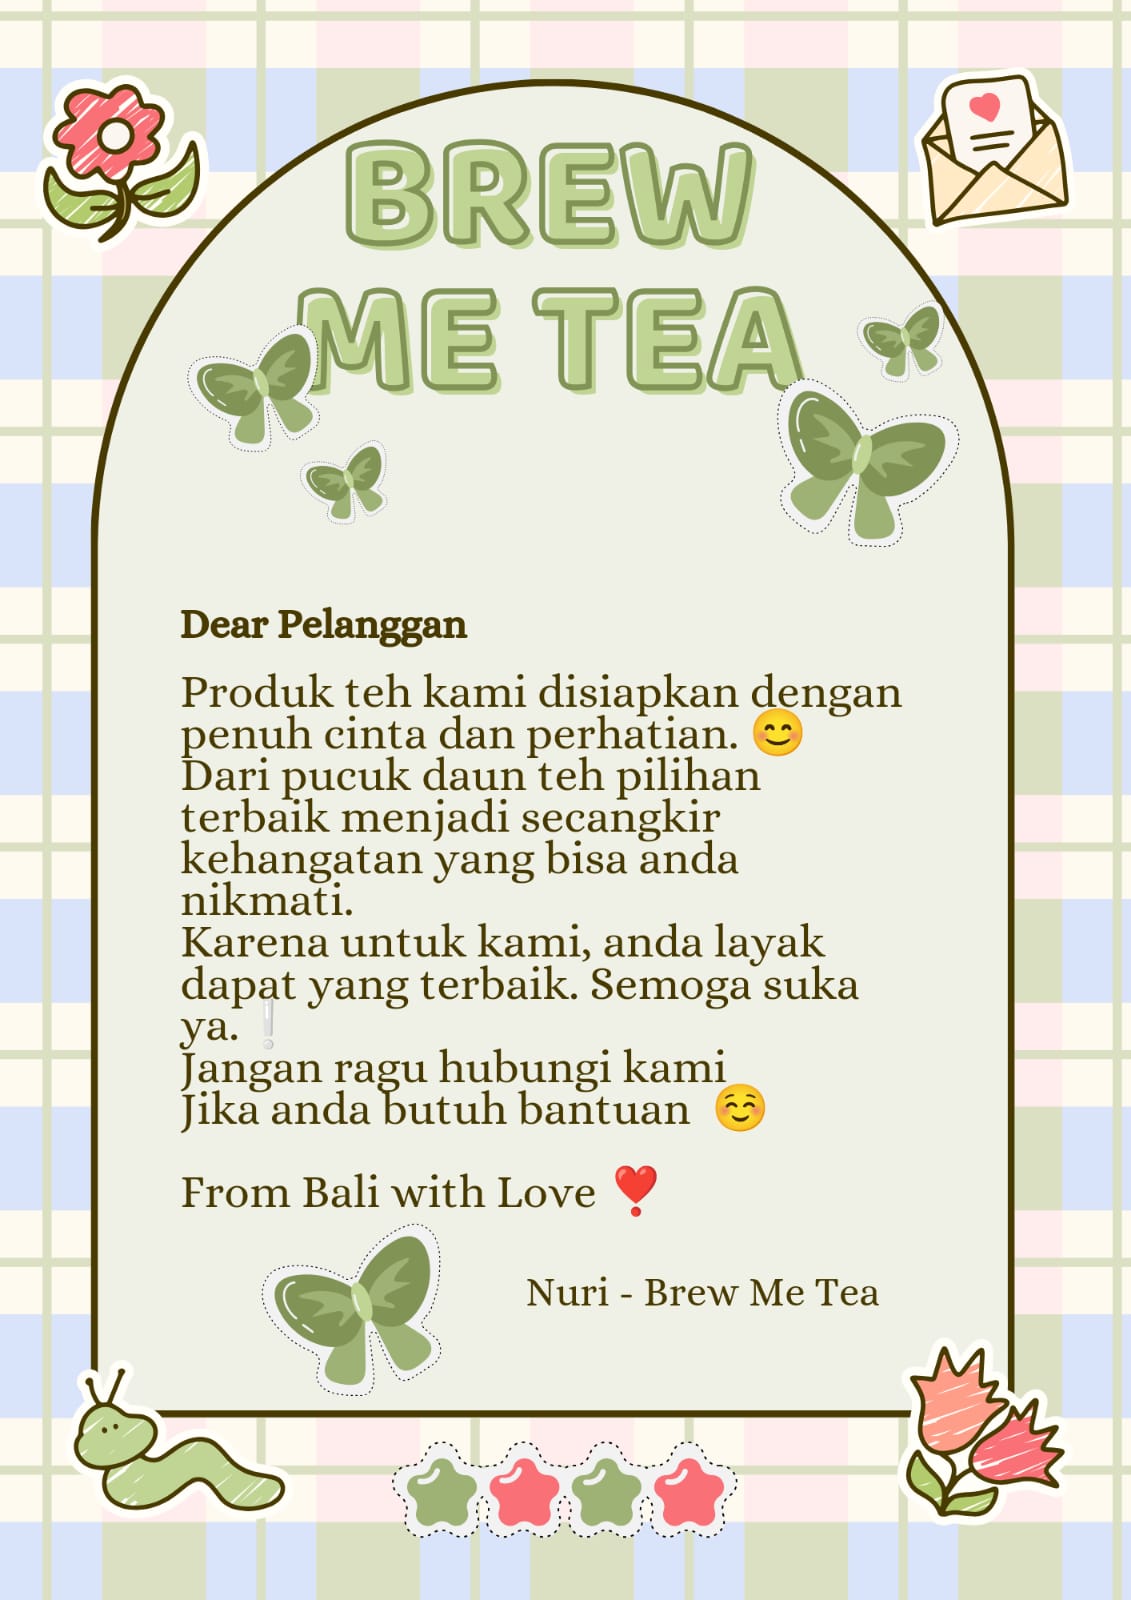 BREW
ME TEA
Dear Pelanggan
Produk teh kami disiapkan dengan
penuh cinta dan perhatian. 😊
Dari pucuk daun teh pilihan
terbaik menjadi secangkir
kehangatan yang bisa anda
nikmati.
Karena untuk kami, anda layak
dapat yang terbaik. Semoga suka
ya. ❕
Jangan ragu hubungi kami
Jika anda butuh bantuan ☺️
From Bali with Love ❣️
Nuri - Brew Me Tea